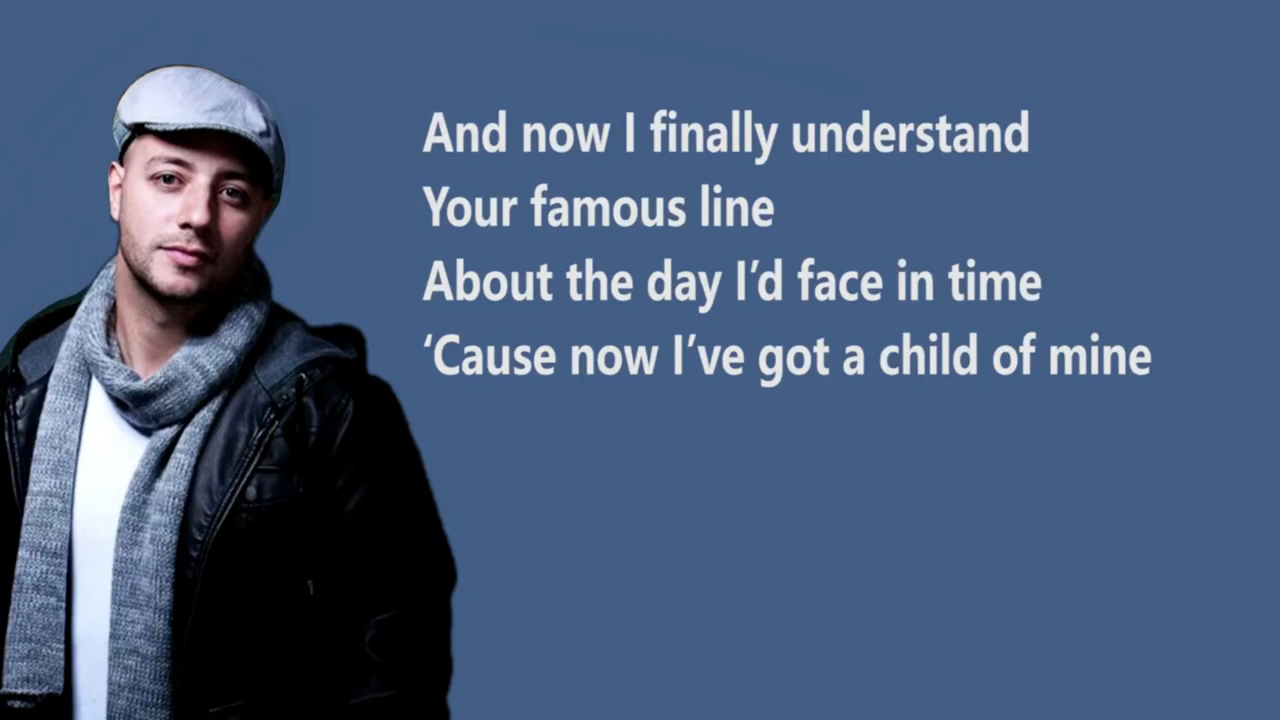 And now I finally understand
Your famous line
About the day I’d face in time
‘Cause now I’ve got a child of mine